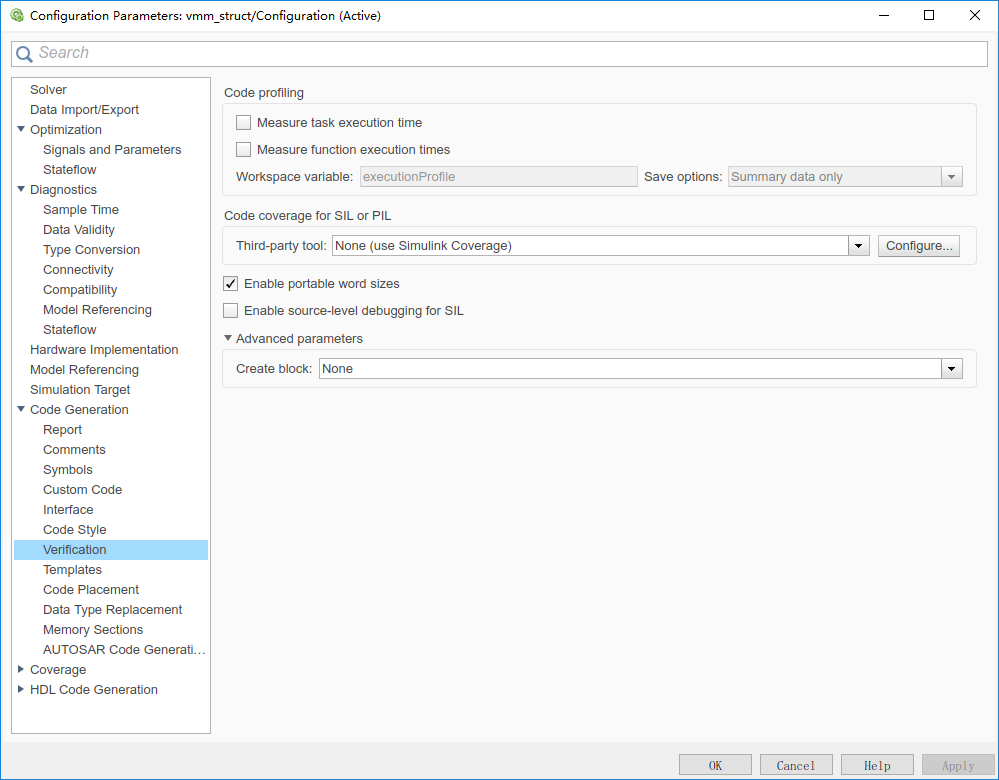 Configuration Parameters: vmm_struct/Configuration (Active)
Search
Solver
Data Import/Export
Optimization
Signals and Parameters
Stateflow
Diagnostics
Sample Time
Data Validity
Type Conversion
Connectivity
Compatibility
Model Referencing
Stateflow
Hardware Implementation
Model Referencing
Simulation Target
Code Generation
Report
Comments
Symbols
Custom Code
Interface
Code Style
Verification
Templates
Code Placement
Data Type Replacement
Memory Sections
AUTOSAR Code Generati...
Coverage
HDL Code Generation
Code profiling
Measure task execution time
Measure function execution times
Workspace variable: executionProfile Save options: Summary data only
Code coverage for SIL or PIL
Third-party tool: None (use Simulink Coverage) Configure...
Enable portable word sizes
Enable source-level debugging for SIL
Advanced parameters
Create block: None
OK Cancel Help Apply